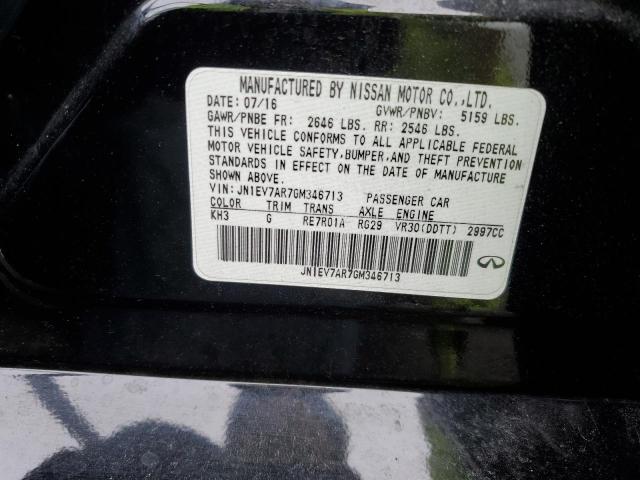 MANUFACTURED BY NISSAN MOTOR CO.,LTD.
DATE: 07/16 GVWR/PNBV: 5159 LBS.
GAWR/PNBE FR: 2646 LBS. RR: 2546 LBS.
THIS VEHICLE CONFORMS TO ALL APPLICABLE FEDERAL
MOTOR VEHICLE SAFETY, BUMPER, AND THEFT PREVENTION
STANDARDS IN EFFECT ON THE DATE OF MANUFACTURE
SHOWN ABOVE.
VIN: JN1EV7AR7GM346713 PASSENGER CAR
COLOR TRIM TRANS AXLE ENGINE
KH3 G RE7R01A RG29 VR30(DDTT) 2997CC
JN1EV7AR7GM346713